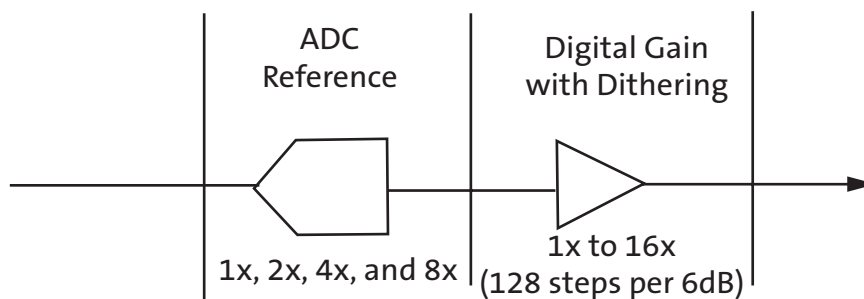 ADC
Reference
Digital Gain
with Dithering
1x, 2x, 4x, and 8x
1x to 16x
(128 steps per 6dB)